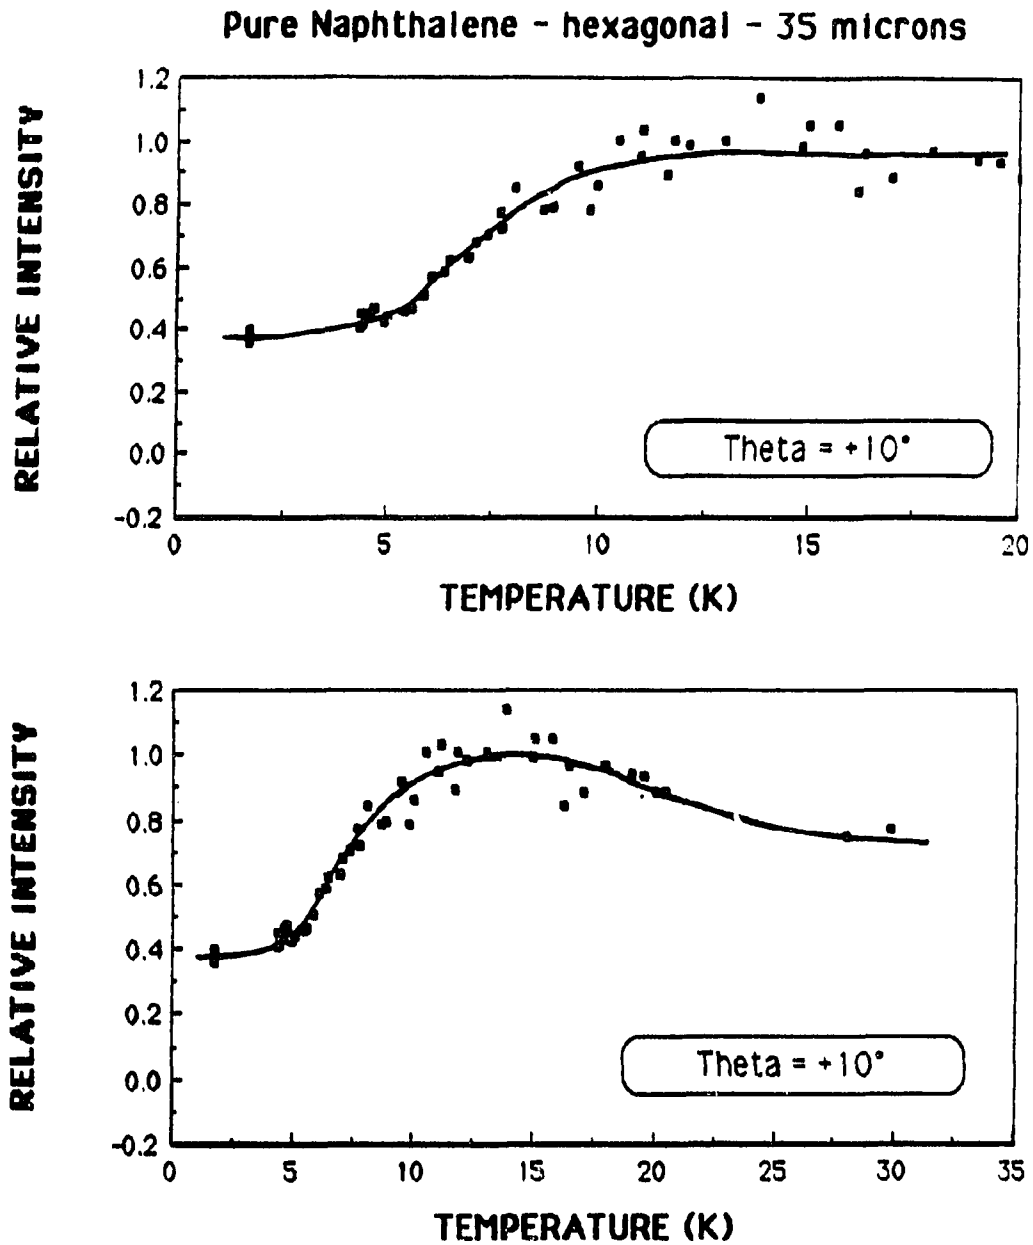 Pure Naphthalene - hexagonal - 35 microns
RELATIVE INTENSITY
1.2
1.0
0.8
0.6
0.4
0.2
0.0
-0.2
0 5 10 15 20
TEMPERATURE (K)
Theta = +10°
RELATIVE INTENSITY
1.2
1.0
0.8
0.6
0.4
0.2
0.0
-0.2
0 5 10 15 20 25 30 35
TEMPERATURE (K)
Theta = +10°